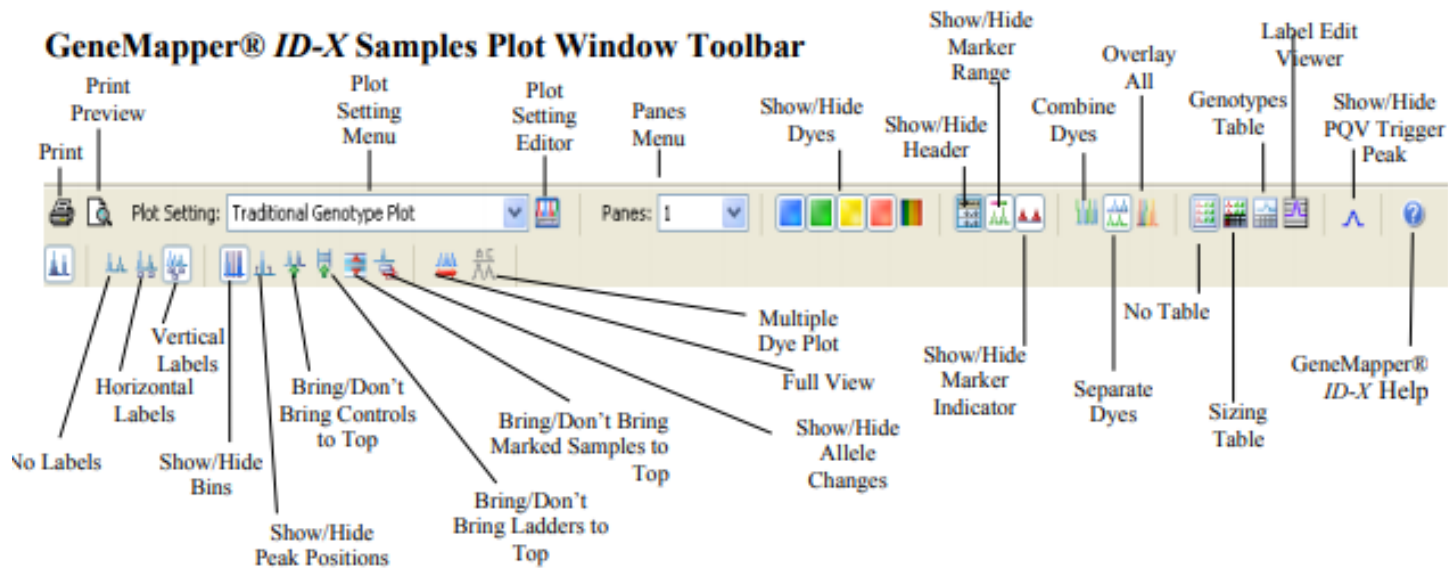 GeneMapper® ID-X Samples Plot Window Toolbar
Print
Preview
Print
Plot
Setting
Menu
Plot
Setting
Editor
Panes
Menu
Show/Hide
Dyes
Show/Hide
Header
Show/Hide
Marker
Range
Combine
Dyes
Overlay
All
Genotypes
Table
Label Edit
Viewer
Show/Hide
PQV Trigger
Peak
Plot Setting: Traditional Genotype Plot
Panes: 1
No Labels
Horizontal
Labels
Vertical
Labels
Show/Hide
Bins
Show/Hide
Peak Positions
Bring/Don't
Bring Controls
to Top
Bring/Don't
Bring Ladders to
Top
Bring/Don't Bring
Marked Samples to
Top
Show/Hide
Allele
Changes
Full View
Multiple
Dye Plot
Show/Hide
Marker
Indicator
Separate
Dyes
No Table
Sizing
Table
GeneMapper®
ID-X Help